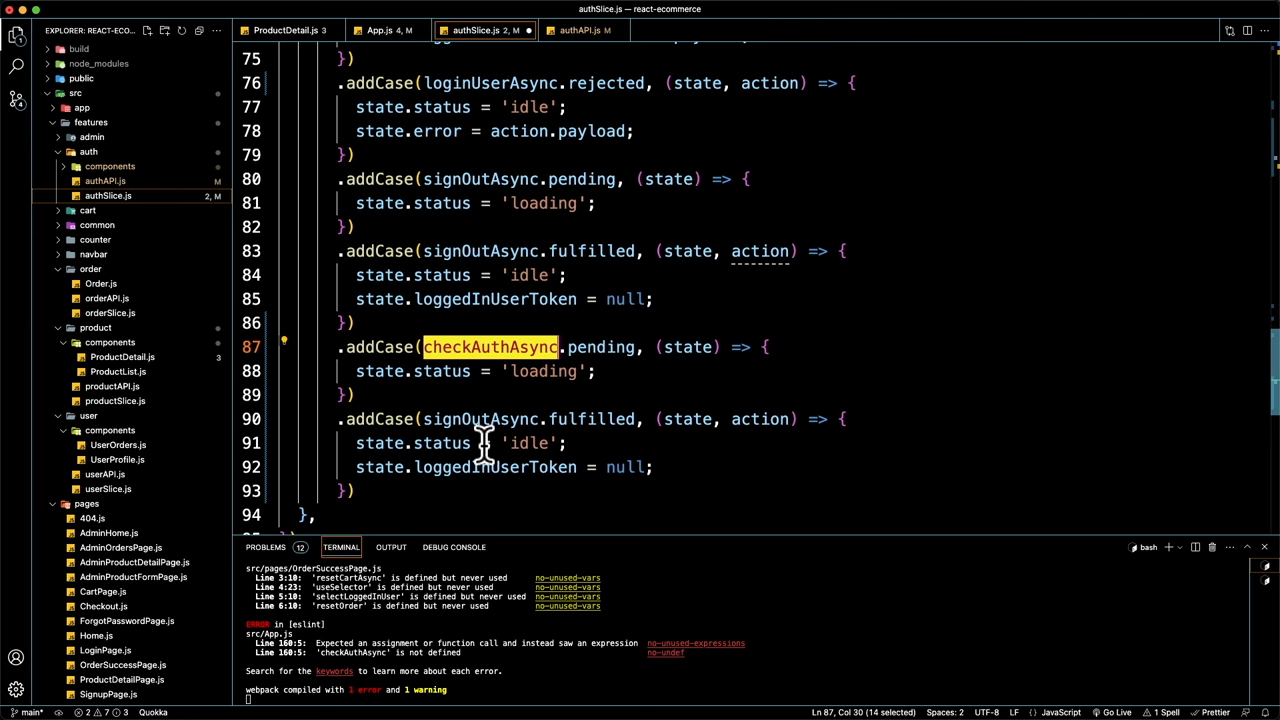 authSlice.js — react-ecommerce
EXPLORER: REACT-ECO...
ProductDetail.js 3
App.js 4, M
authSlice.js 2, M
authAPI.js M
build
node_modules
public
src
app
features
admin
auth
components
authAPI.js M
authSlice.js 2, M
cart
common
counter
navbar
order
Order.js
orderAPI.js
orderSlice.js
product
components
ProductDetail.js 3
ProductList.js
productAPI.js
productSlice.js
user
components
UserOrders.js
UserProfile.js
userAPI.js
userSlice.js
pages
404.js
AdminHome.js
AdminOrdersPage.js
AdminProductDetailPage.js
AdminProductFormPage.js
CartPage.js
Checkout.js
ForgotPasswordPage.js
Home.js
LoginPage.js
OrderSuccessPage.js
ProductDetailPage.js
SignupPage.js
75 })
76 .addCase(loginUserAsync.rejected, (state, action) => {
77 state.status = 'idle';
78 state.error = action.payload;
79 })
80 .addCase(signOutAsync.pending, (state) => {
81 state.status = 'loading';
82 })
83 .addCase(signOutAsync.fulfilled, (state, action) => {
84 state.status = 'idle';
85 state.loggedInUserToken = null;
86 })
87 .addCase(checkAuthAsync.pending, (state) => {
88 state.status = 'loading';
89 })
90 .addCase(signOutAsync.fulfilled, (state, action) => {
91 state.status = 'idle';
92 state.loggedInUserToken = null;
93 })
94 },
PROBLEMS 12 TERMINAL OUTPUT DEBUG CONSOLE bash
src/pages/OrderSuccessPage.js
Line 3:10: 'resetCartAsync' is defined but never used no-unused-vars
Line 4:23: 'useSelector' is defined but never used no-unused-vars
Line 5:10: 'selectLoggedInUser' is defined but never used no-unused-vars
Line 6:10: 'resetOrder' is defined but never used no-unused-vars
ERROR in [eslint]
src/App.js
Line 160:5: Expected an assignment or function call and instead saw an expression no-unused-expressions
Line 160:5: 'checkAuthAsync' is not defined no-undef
Search for the keywords to learn more about each error.
webpack compiled with 1 error and 1 warning
main* 2 7 3 Quokka Ln 87, Col 30 (14 selected) Spaces: 2 UTF-8 LF JavaScript Go Live 1 Spell Prettier